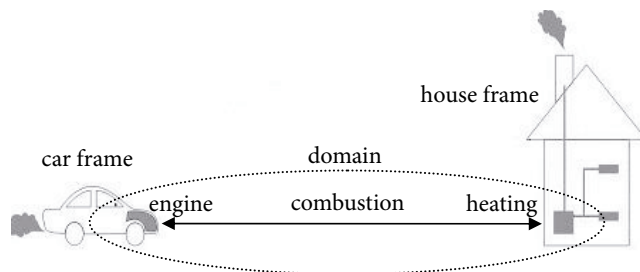 house frame
car frame
domain
engine combustion heating